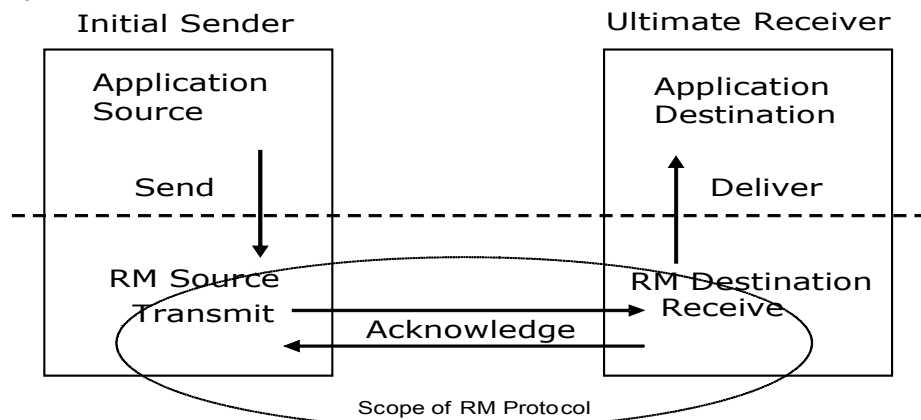 Initial Sender
Ultimate Receiver
Application
Source
Application
Destination
Send
Deliver
RM Source
Transmit
RM Destination
Receive
Acknowledge
Scope of RM Protocol